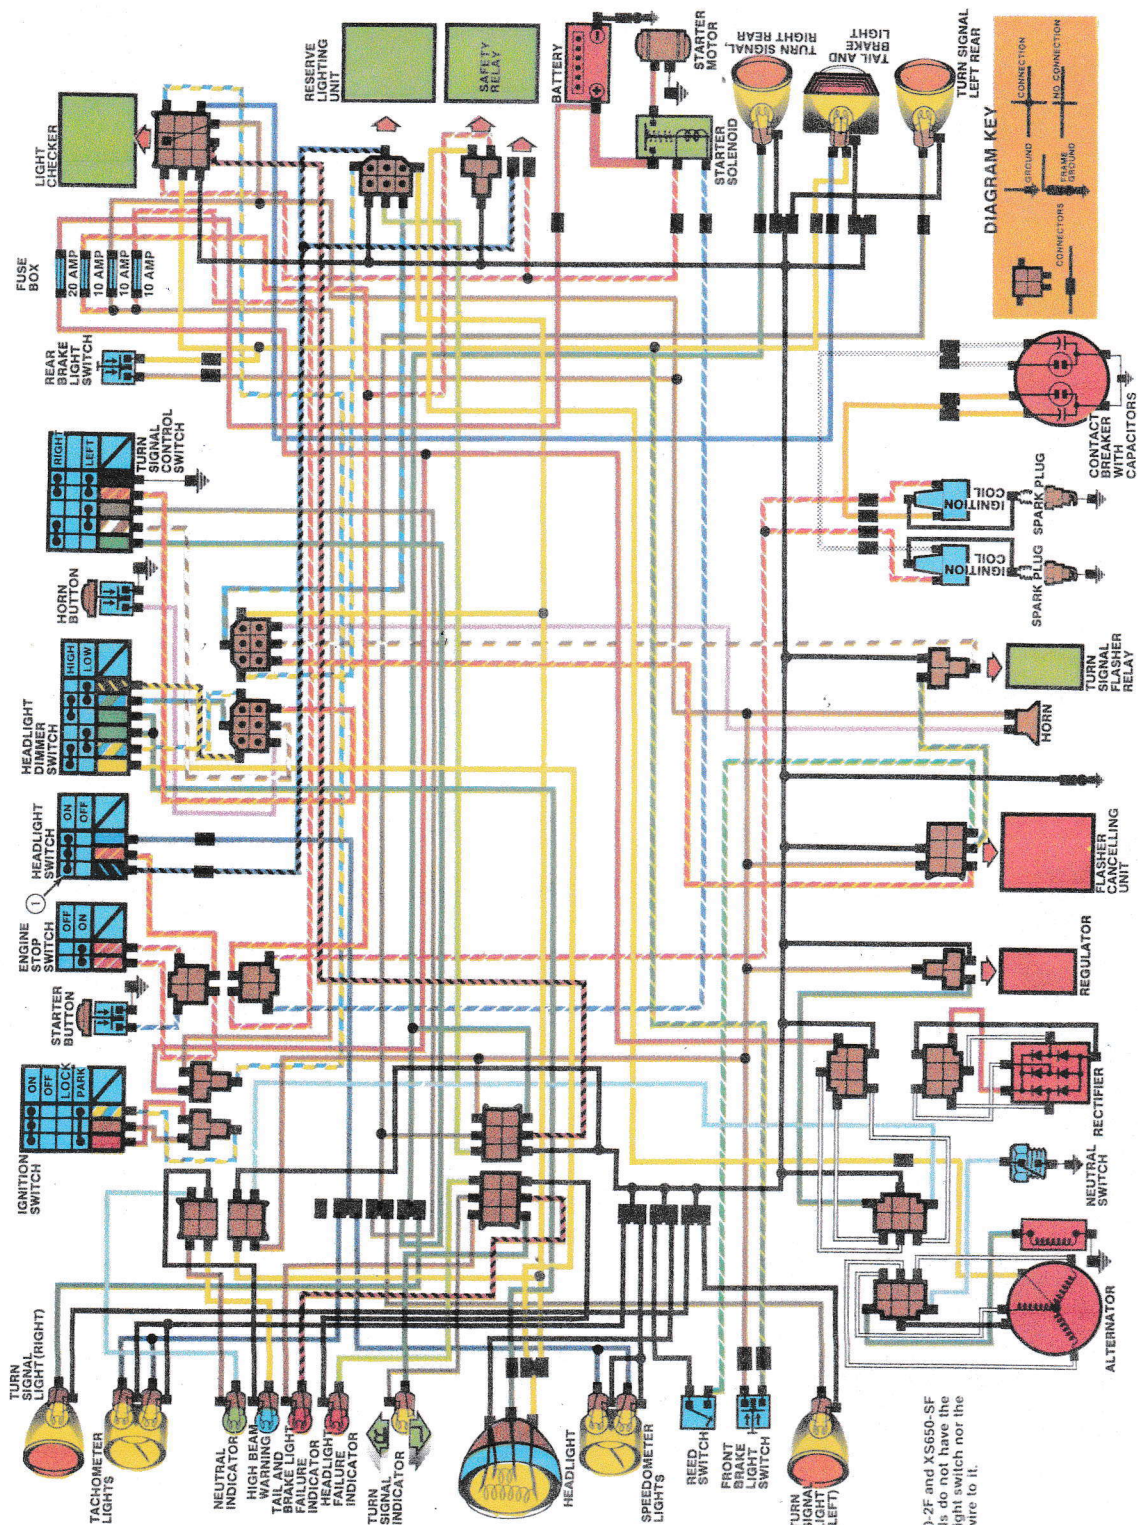 LIGHT
CHECKER
RESERVE
LIGHTING
UNIT
SAFETY
RELAY
BATTERY
STARTER
MOTOR
STARTER
SOLENOID
TURN SIGNAL,
RIGHT REAR
TAIL AND
BRAKE
LIGHT
TURN SIGNAL
LEFT REAR
DIAGRAM KEY
CONNECTORS
GROUND
FRAME
GROUND
CONNECTION
NO CONNECTION
FUSE
BOX
20 AMP
10 AMP
10 AMP
10 AMP
REAR
BRAKE
LIGHT
SWITCH
RIGHT
LEFT
TURN
SIGNAL
CONTROL
SWITCH
HORN
BUTTON
HEADLIGHT
DIMMER
SWITCH
HIGH
LOW
HEADLIGHT
SWITCH
ON
OFF
1
ENGINE
STOP
SWITCH
OFF
ON
STARTER
BUTTON
IGNITION
SWITCH
ON
OFF
LOCK
PARK
CONTACT
BREAKER
WITH
CAPACITORS
IGNITION
COIL
SPARK PLUG
IGNITION
COIL
SPARK PLUG
TURN
SIGNAL
FLASHER
RELAY
HORN
FLASHER
CANCELLING
UNIT
REGULATOR
RECTIFIER
NEUTRAL
SWITCH
ALTERNATOR
TURN
SIGNAL
LIGHT (RIGHT)
TACHOMETER
LIGHTS
NEUTRAL
INDICATOR
HIGH BEAM
WARNING
TAIL AND
BRAKE LIGHT
FAILURE
INDICATOR
HEADLIGHT
FAILURE
INDICATOR
TURN
SIGNAL
INDICATOR
HEADLIGHT
SPEEDOMETER
LIGHTS
REED
SWITCH
FRONT
BRAKE
LIGHT
SWITCH
TURN
SIGNAL
LIGHT
(LEFT)
-2F and XS650-SF
ls do not have the
ight switch nor the
wire to it.